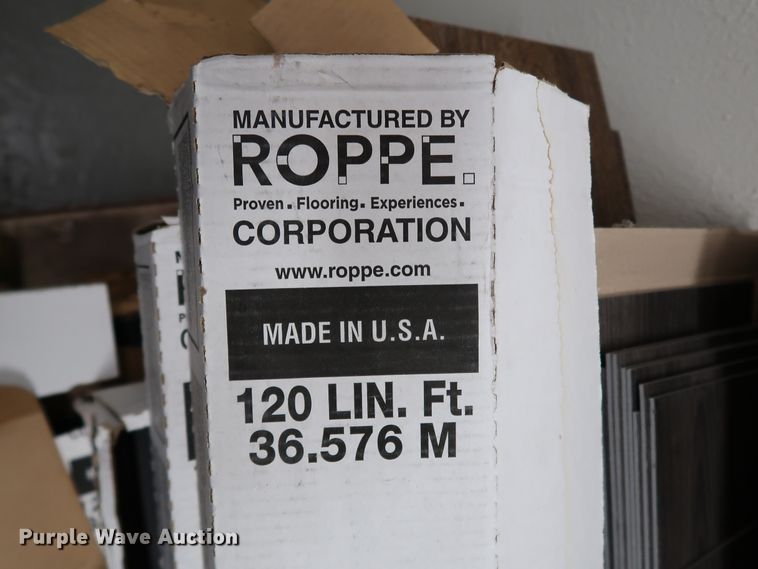 MANUFACTURED BY
ROPPE
Proven. Flooring. Experiences.
CORPORATION
www.roppe.com
MADE IN U.S.A.
120 LIN. Ft.
36.576 M
Purple Wave Auction